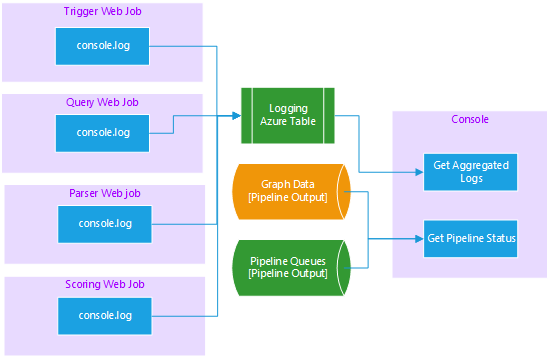 Trigger Web Job
console.log
Query Web Job
console.log
Parser Web job
console.log
Scoring Web Job
console.log
Logging
Azure Table
Graph Data
[Pipeline Output]
Pipeline Queues
[Pipeline Output]
Console
Get Aggregated
Logs
Get Pipeline Status